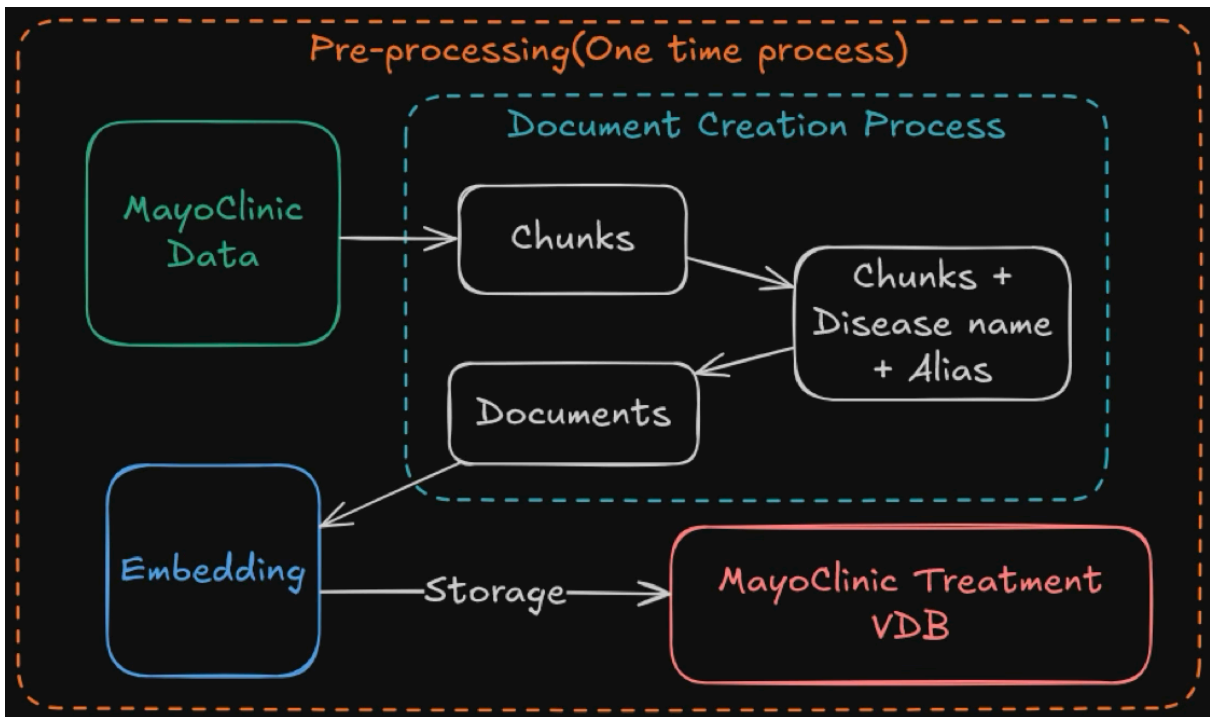 Pre-processing(One time process)
Document Creation Process
MayoClinic
Data
Chunks
Chunks +
Disease name
+ Alias
Documents
Embedding
Storage
MayoClinic Treatment
VDB